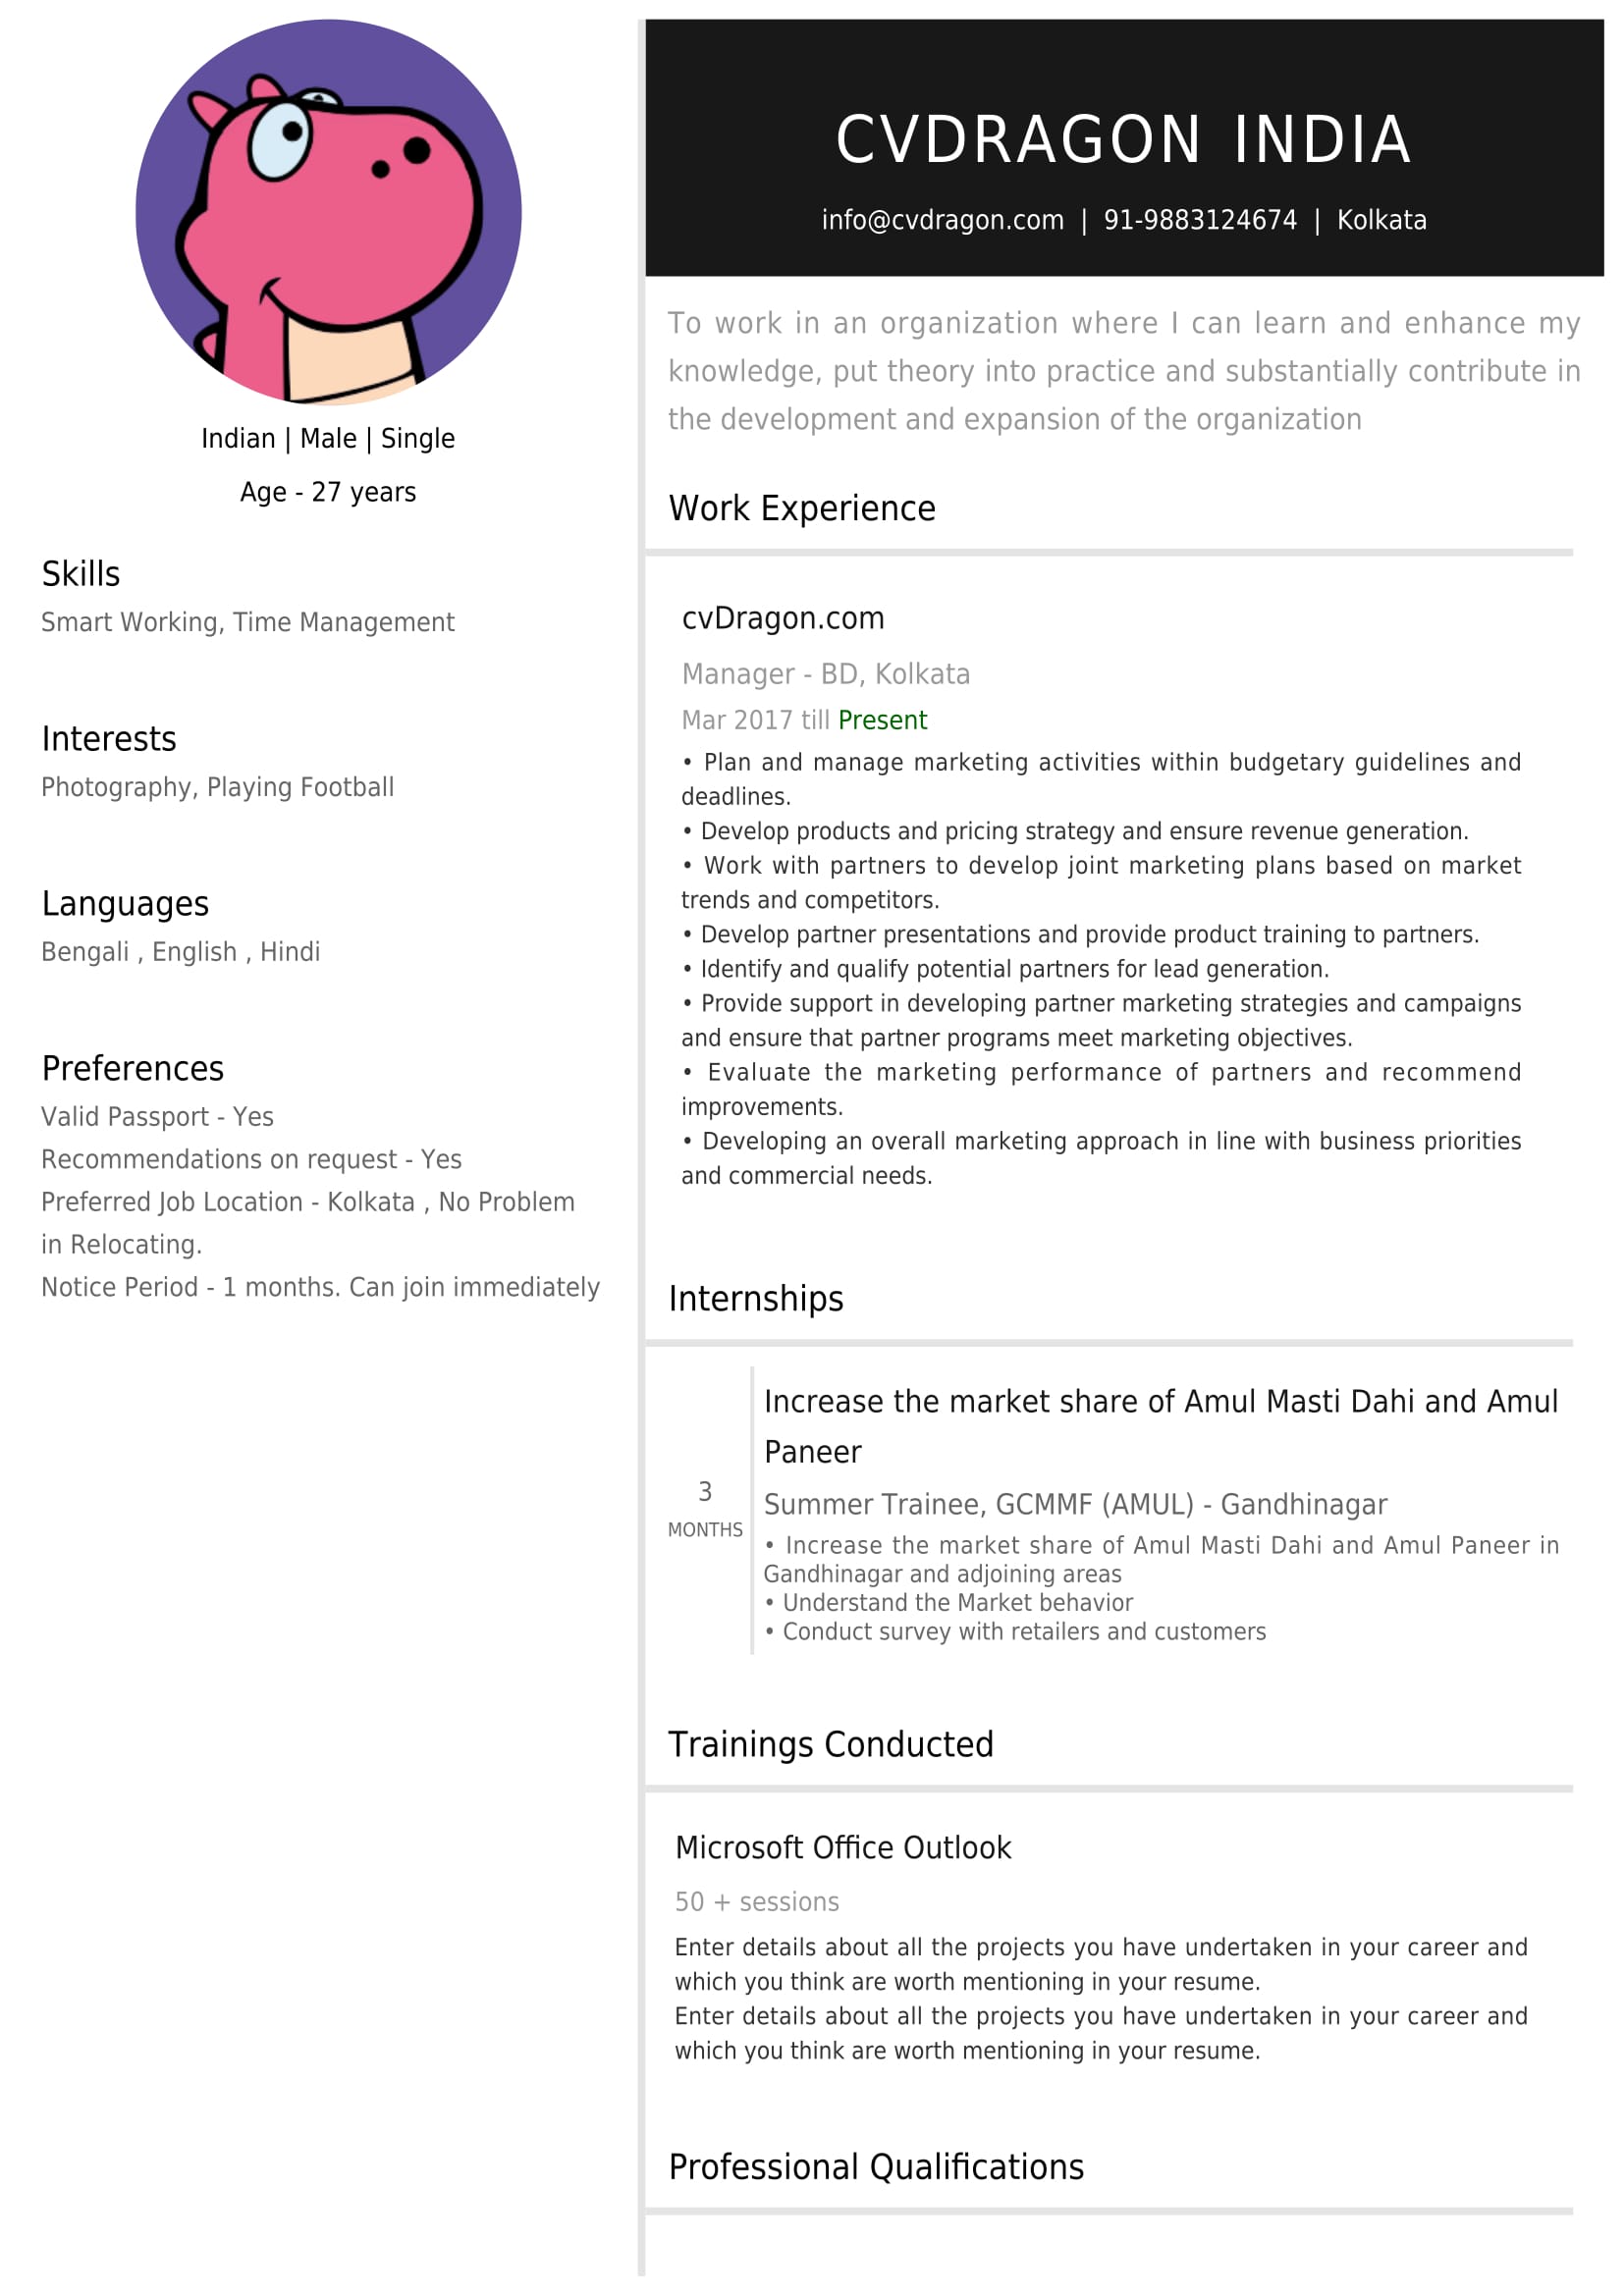 Indian | Male | Single
Age - 27 years
Skills
Smart Working, Time Management
Interests
Photography, Playing Football
Languages
Bengali , English , Hindi
Preferences
Valid Passport - Yes
Recommendations on request - Yes
Preferred Job Location - Kolkata , No Problem
in Relocating.
Notice Period - 1 months. Can join immediately
CVDRAGON INDIA
info@cvdragon.com | 91-9883124674 | Kolkata
To work in an organization where I can learn and enhance my
knowledge, put theory into practice and substantially contribute in
the development and expansion of the organization
Work Experience
cvDragon.com
Manager - BD, Kolkata
Mar 2017 till Present
• Plan and manage marketing activities within budgetary guidelines and
deadlines.
• Develop products and pricing strategy and ensure revenue generation.
• Work with partners to develop joint marketing plans based on market
trends and competitors.
• Develop partner presentations and provide product training to partners.
• Identify and qualify potential partners for lead generation.
• Provide support in developing partner marketing strategies and campaigns
and ensure that partner programs meet marketing objectives.
• Evaluate the marketing performance of partners and recommend
improvements.
• Developing an overall marketing approach in line with business priorities
and commercial needs.
Internships
3
MONTHS
Increase the market share of Amul Masti Dahi and Amul
Paneer
Summer Trainee, GCMMF (AMUL) - Gandhinagar
• Increase the market share of Amul Masti Dahi and Amul Paneer in
Gandhinagar and adjoining areas
• Understand the Market behavior
• Conduct survey with retailers and customers
Trainings Conducted
Microsoft Office Outlook
50 + sessions
Enter details about all the projects you have undertaken in your career and
which you think are worth mentioning in your resume.
Enter details about all the projects you have undertaken in your career and
which you think are worth mentioning in your resume.
Professional Qualifications